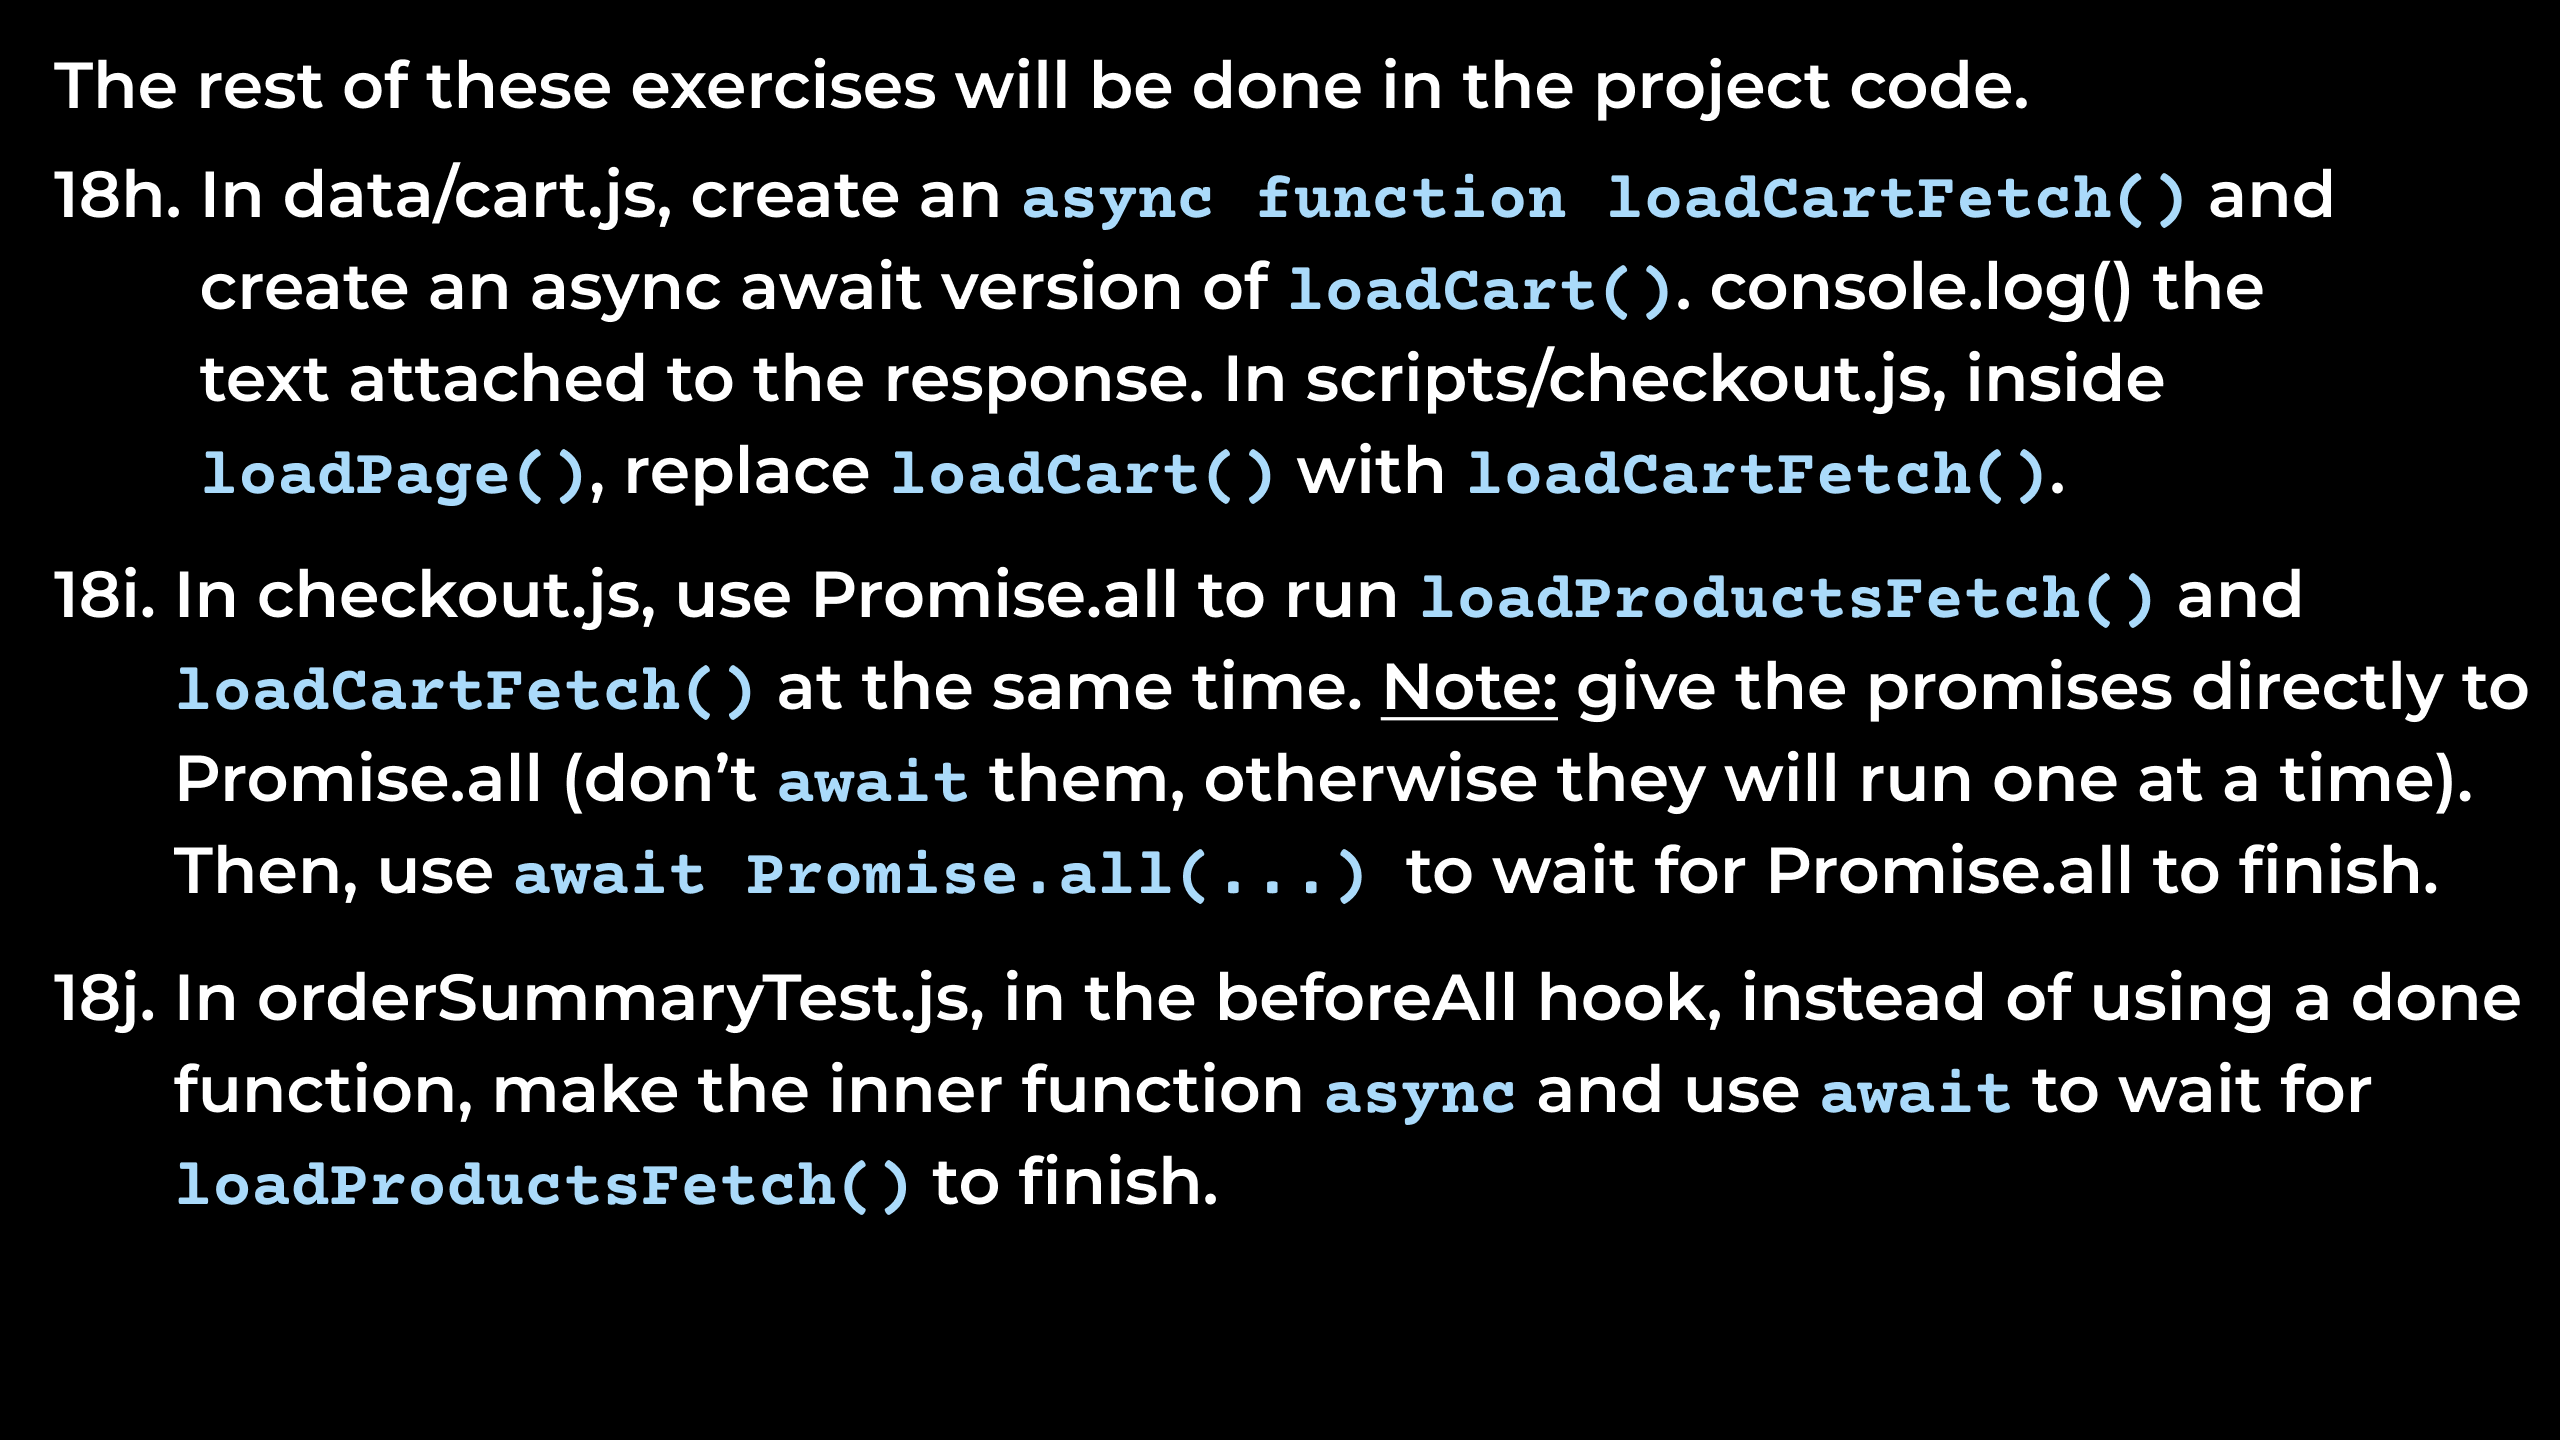 The rest of these exercises will be done in the project code.
18h. In data/cart.js, create an async function loadCartFetch() and
create an async await version of loadCart(). console.log() the
text attached to the response. In scripts/checkout.js, inside
loadPage(), replace loadCart() with loadCartFetch().
18i. In checkout.js, use Promise.all to run loadProductsFetch() and
loadCartFetch() at the same time. Note: give the promises directly to
Promise.all (don’t await them, otherwise they will run one at a time).
Then, use await Promise.all(...) to wait for Promise.all to finish.
18j. In orderSummaryTest.js, in the beforeAll hook, instead of using a done
function, make the inner function async and use await to wait for
loadProductsFetch() to finish.